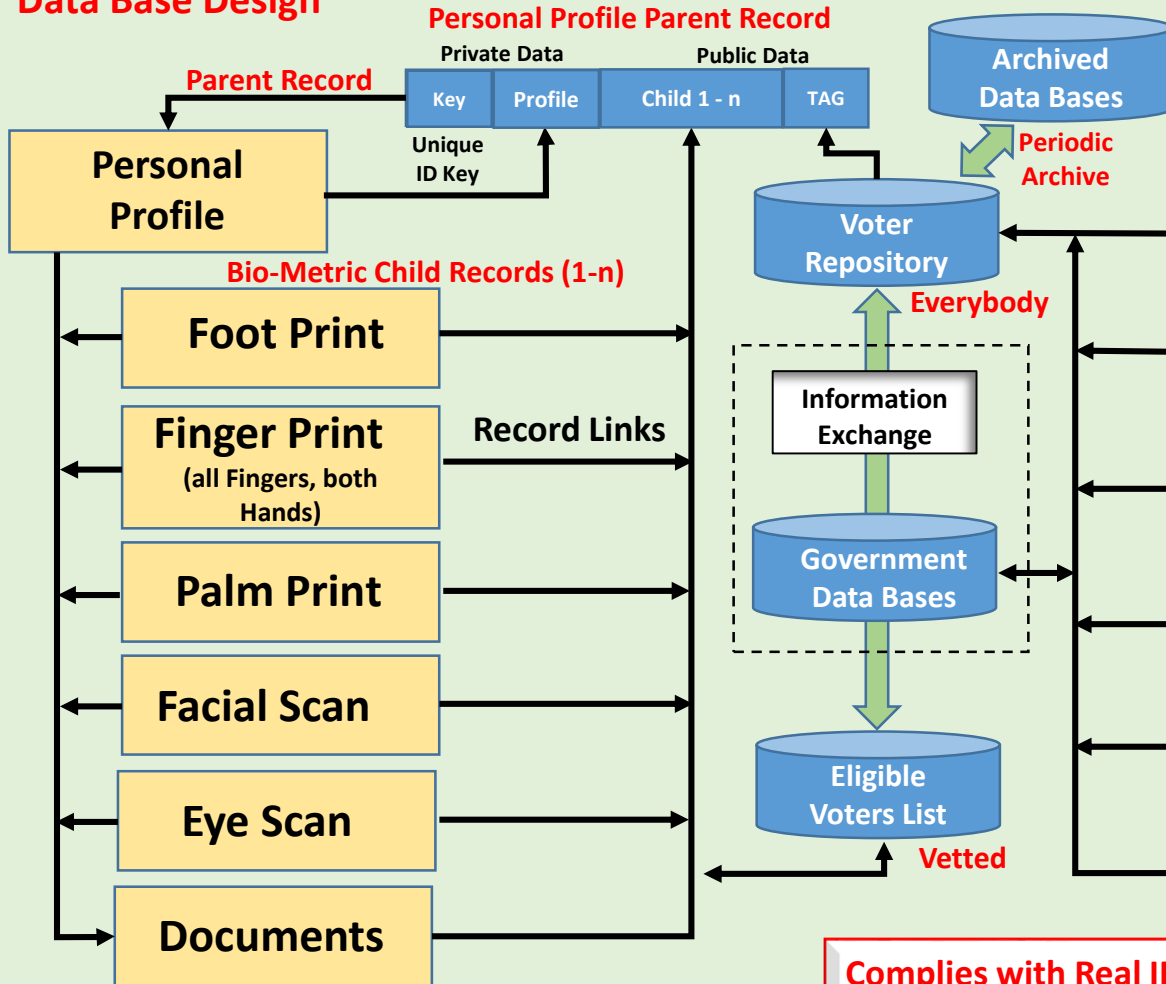 Data Base Design
Personal Profile Parent Record
Private Data
Public Data
Parent Record
Key
Profile
Child 1 - n
TAG
Unique
ID Key
Archived
Data Bases
Periodic
Archive
Personal
Profile
Voter
Repository
Everybody
Bio-Metric Child Records (1-n)
Foot Print
Finger Print
(all Fingers, both
Hands)
Record Links
Information
Exchange
Palm Print
Government
Data Bases
Facial Scan
Eye Scan
Eligible
Voters List
Vetted
Documents
Complies with Real ID